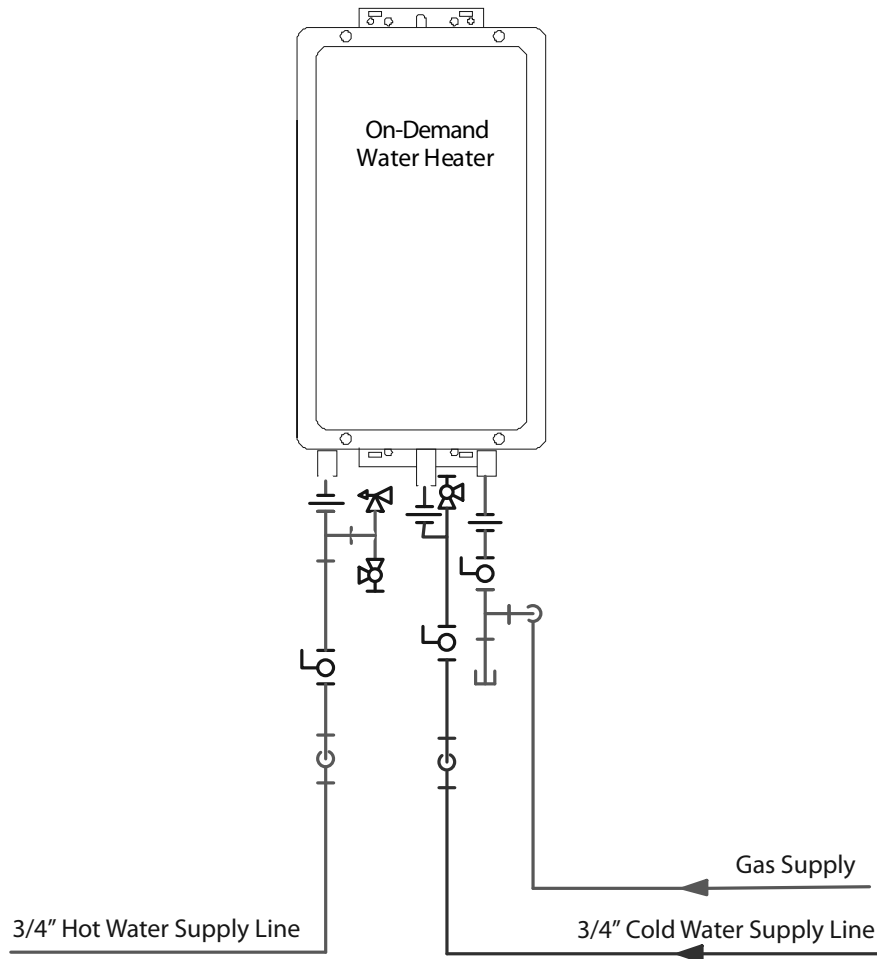 On-Demand
Water Heater
Gas Supply
3/4” Hot Water Supply Line
3/4” Cold Water Supply Line